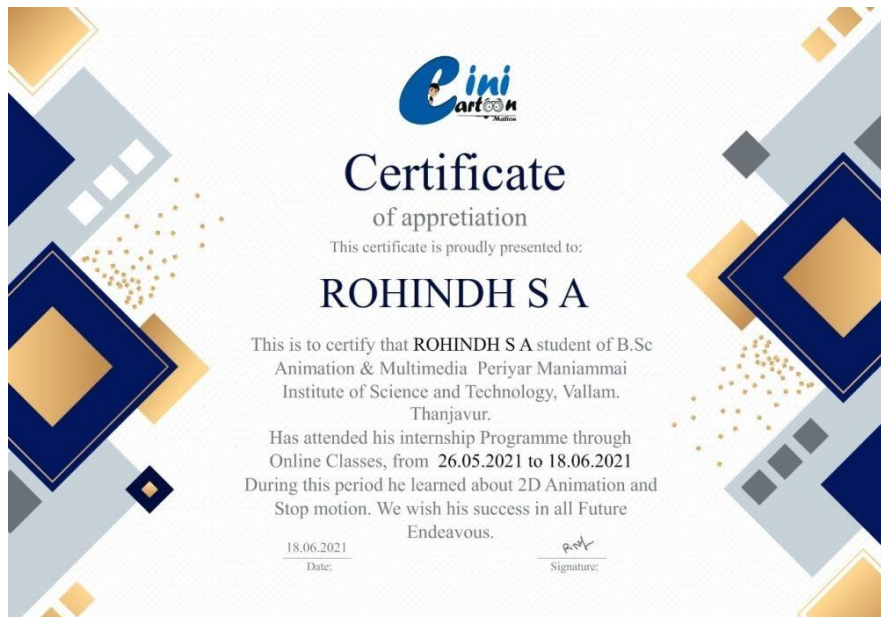 Cini
Cartoon
Motion
Certificate
of appretiation
This certificate is proudly presented to:
ROHINDH S A
This is to certify that ROHINDH S A student of B.Sc
Animation & Multimedia Periyar Maniammai
Institute of Science and Technology, Vallam.
Thanjavur.
Has attended his internship Programme through
Online Classes, from 26.05.2021 to 18.06.2021
During this period he learned about 2D Animation and
Stop motion. We wish his success in all Future
Endeavous.
18.06.2021
Date:
Signature: